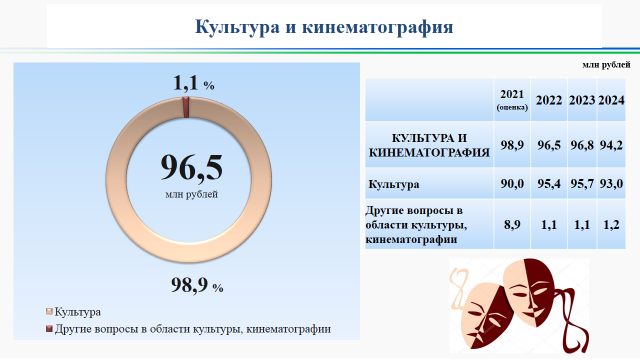 Культура и кинематография
млн рублей
1,1 %
96,5
млн рублей
98,9 %
Культура
Другие вопросы в области культуры, кинематографии
2021 (оценка) 2022 2023 2024
КУЛЬТУРА И
КИНЕМАТОГРАФИЯ 98,9 96,5 96,8 94,2
Культура 90,0 95,4 95,7 93,0
Другие вопросы в
области культуры, 8,9 1,1 1,1 1,2
кинематографии